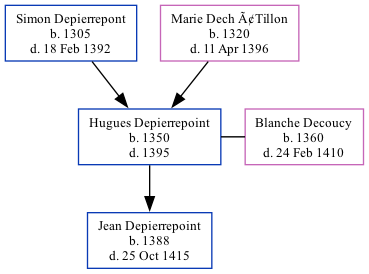 Simon Depierrepont
b. 1305
d. 18 Feb 1392
Marie Dech Ã¢Tillon
b. 1320
d. 11 Apr 1396
Hugues Depierrepoint
b. 1350
d. 1395
Blanche Decoucy
b. 1360
d. 24 Feb 1410
Jean Depierrepoint
b. 1388
d. 25 Oct 1415